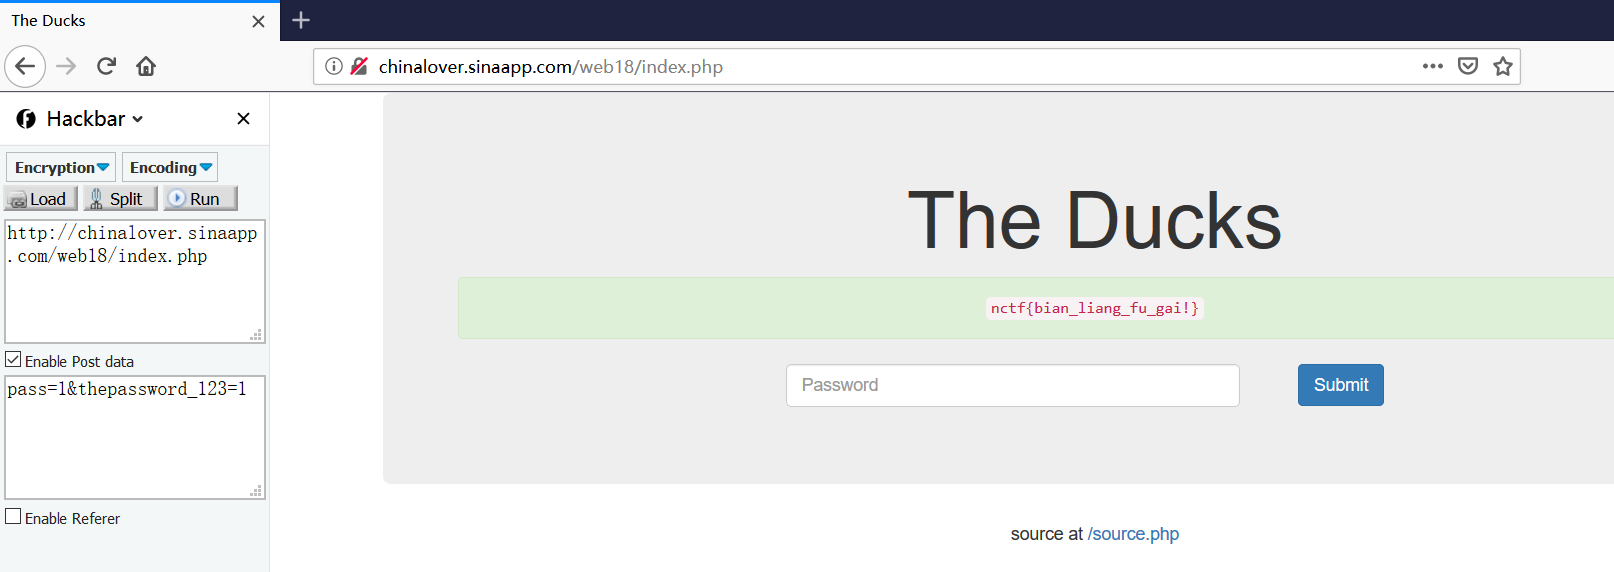 The Ducks
chinalover.sinaapp.com/web18/index.php
Hackbar
Encryption
Encoding
Load
Split
Run
http://chinalover.sinaapp
.com/web18/index.php
Enable Post data
pass=1&thepassword_123=1
Enable Referer
The Ducks
nctf{bian_liang_fu_gai!}
Password
Submit
source at /source.php